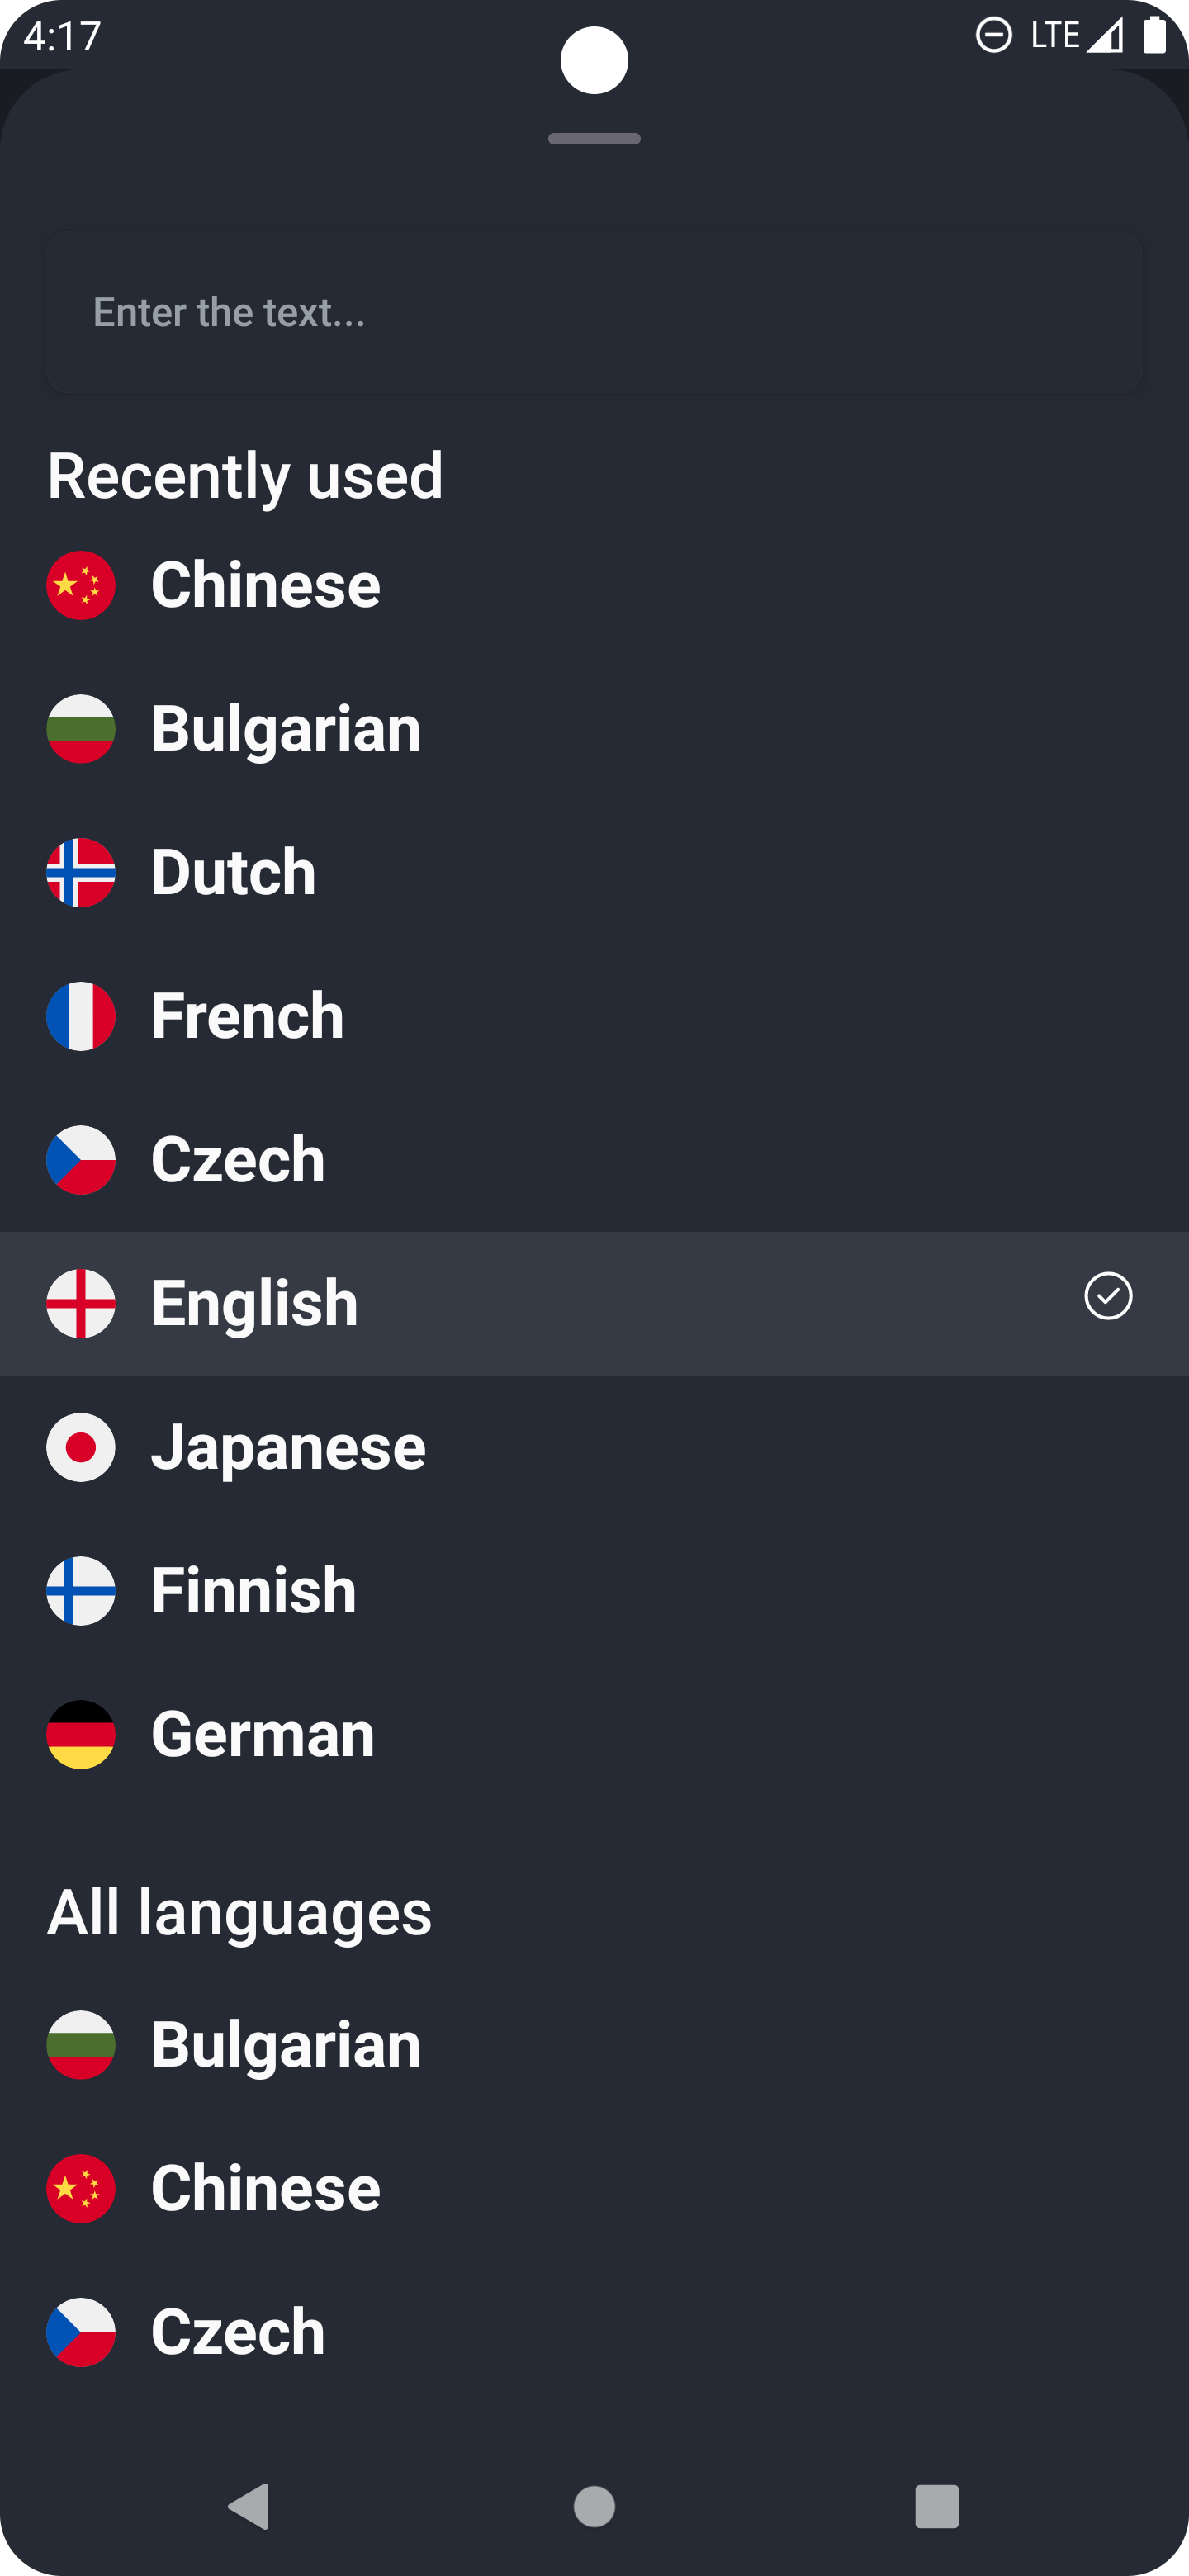 4:17
LTE
Enter the text...
Recently used
Chinese
Bulgarian
Dutch
French
Czech
English
Japanese
Finnish
German
All languages
Bulgarian
Chinese
Czech